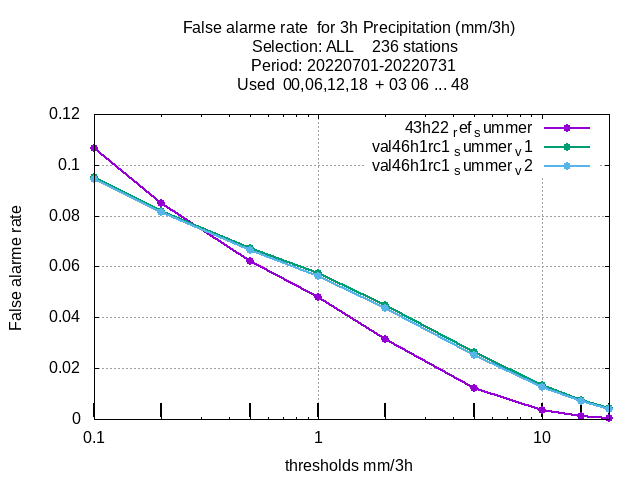 False alarme rate  for 3h Precipitation (mm/3h)
Selection: ALL    236 stations
Period: 20220701-20220731
Used  00,06,12,18  + 03 06 ... 48
0.12
0.1
0.08
0.06
0.04
0.02
0
False alarme rate
43h22 ref summer
val46h1rc1 summer v1
val46h1rc1 summer v2
0.1
1
10
thresholds mm/3h